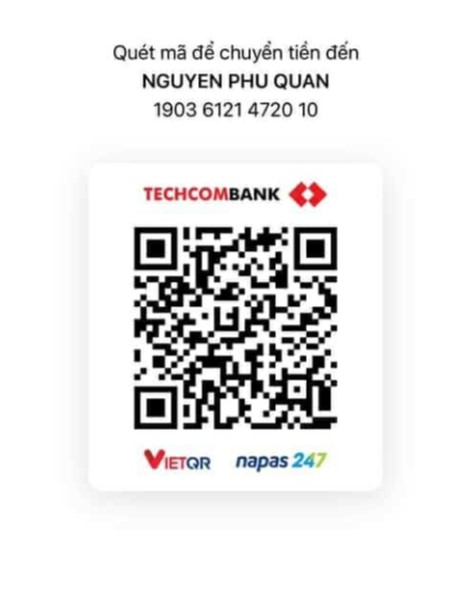 Quét mã để chuyển tiền đến
NGUYEN PHU QUAN
1903 6121 4720 10
TECHCOMBANK
VIETQR napas 247